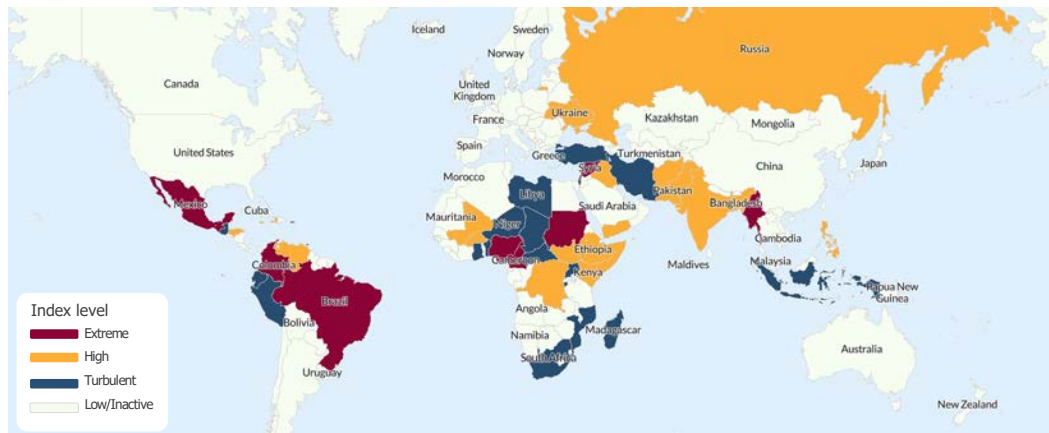 Iceland
Sweden
Norway
Russia
Canada
United
Kingdom
Ukraine
Kazakhstan
Mongolia
France
United States
Spain
Greece
Turkmenistan
China
Japan
Morocco
Syria
Pakistan
Libya
Mexico
Cuba
Mauritania
Niger
Saudi Arabia
Bangladesh
Ethiopia
Cambodia
Colombia
Cameroon
Kenya
Maldives
Malaysia
Papua New
Guinea
Brazil
Angola
Bolivia
Namibia
Madagascar
South Africa
Australia
Uruguay
New Zealand
Index level
Extreme
High
Turbulent
Low/Inactive